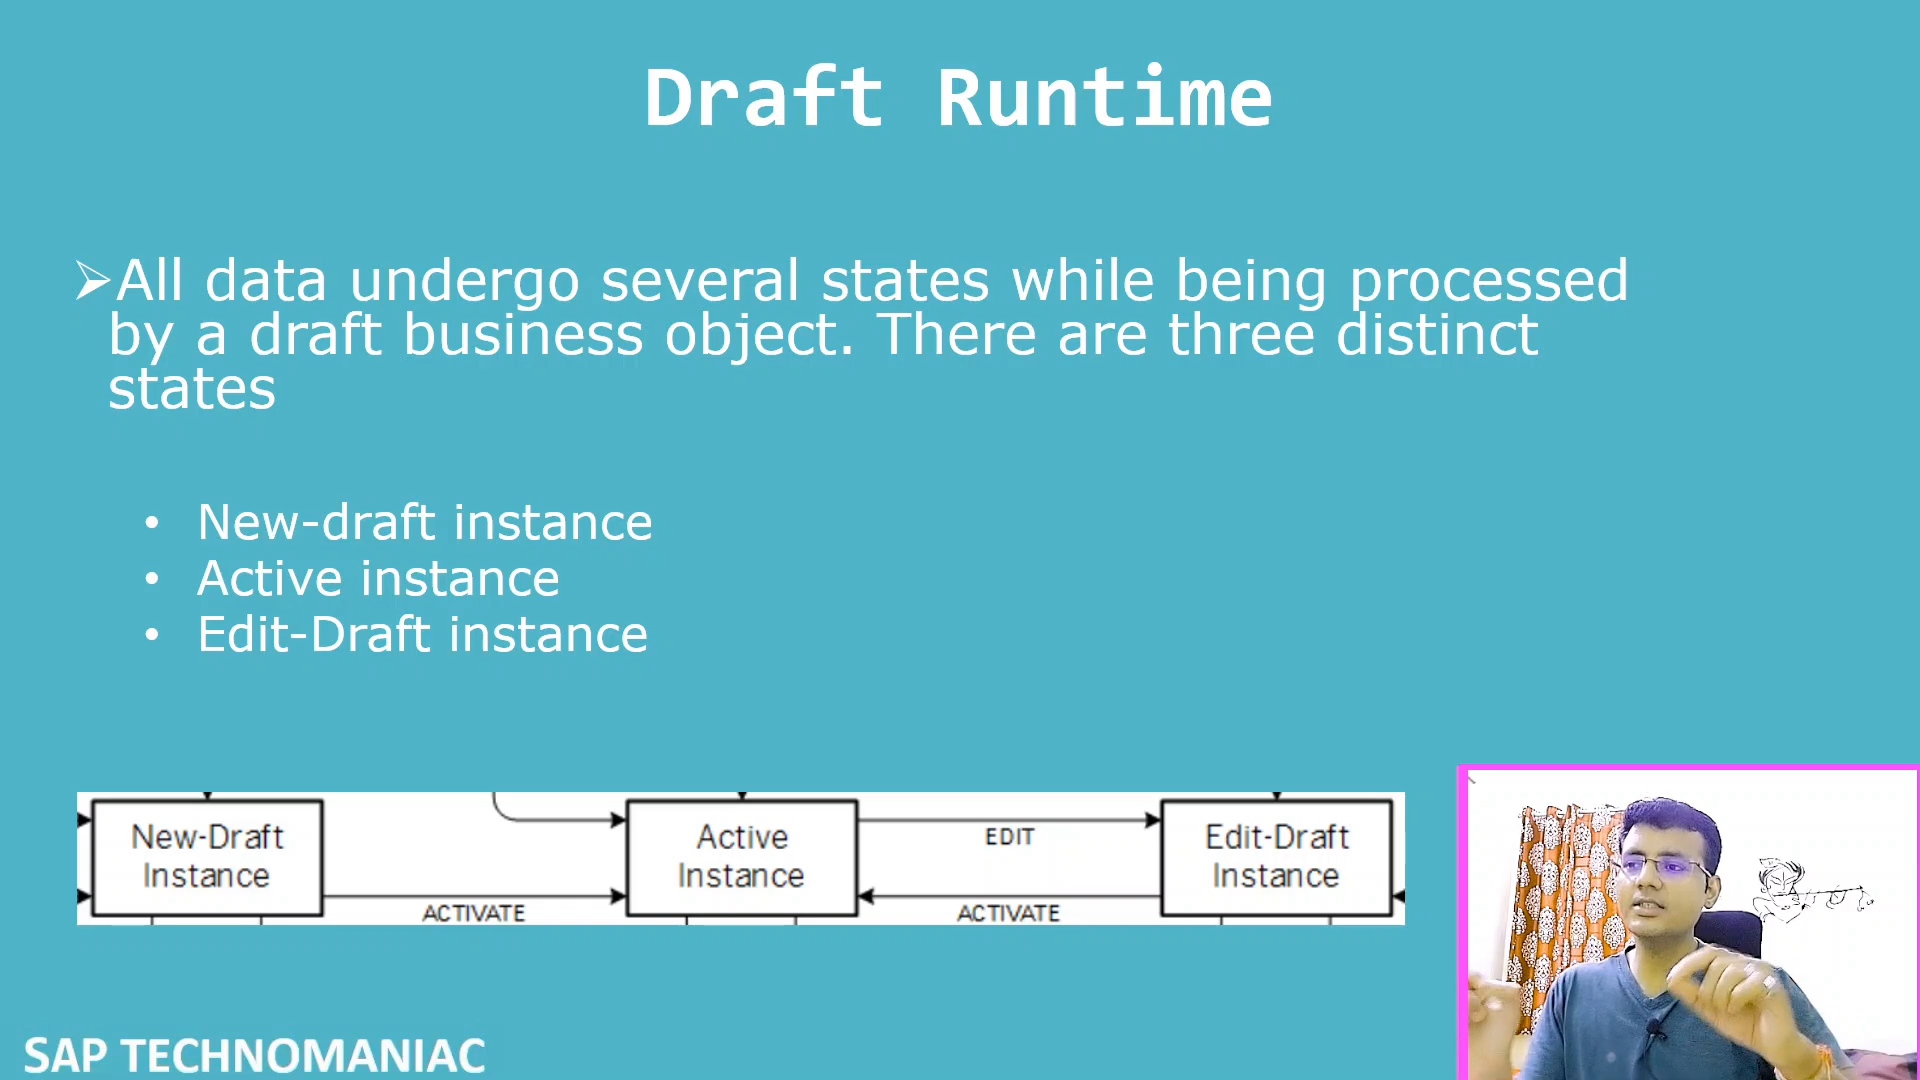 Draft Runtime
➢All data undergo several states while being processed
by a draft business object. There are three distinct
states
• New-draft instance
• Active instance
• Edit-Draft instance
New-Draft
Instance
ACTIVATE
Active
Instance
EDIT
ACTIVATE
Edit-Draft
Instance
SAP TECHNOMANIAC